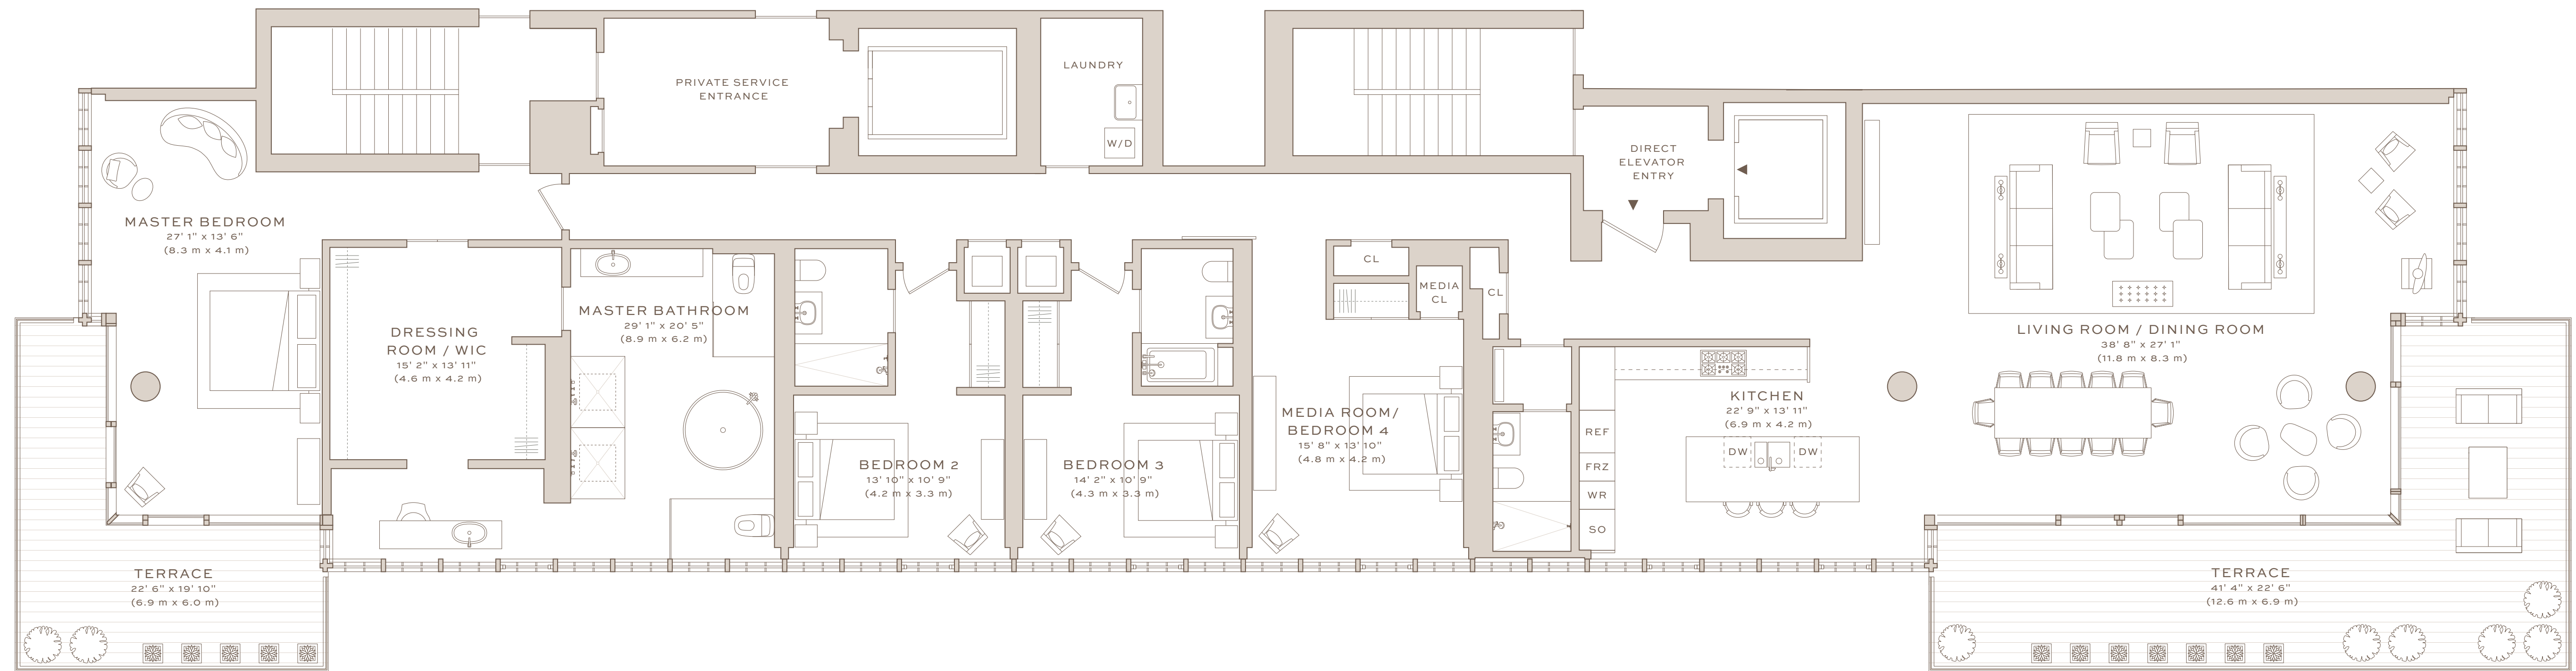 PRIVATE SERVICE
ENTRANCE
LAUNDRY
W/D
DIRECT
ELEVATOR
ENTRY
MASTER BEDROOM
27' 1" x 13' 6"
(8.3 m x 4.1 m)
DRESSING
ROOM / WIC
15' 2" x 13' 11"
(4.6 m x 4.2 m)
MASTER BATHROOM
29' 1" x 20' 5"
(8.9 m x 6.2 m)
CL
MEDIA
CL
CL
LIVING ROOM / DINING ROOM
38' 8" x 27' 1"
(11.8 m x 8.3 m)
BEDROOM 2
13' 10" x 10' 9"
(4.2 m x 3.3 m)
BEDROOM 3
14' 2" x 10' 9"
(4.3 m x 3.3 m)
MEDIA ROOM/
BEDROOM 4
15' 8" x 13' 10"
(4.8 m x 4.2 m)
KITCHEN
22' 9" x 13' 11"
(6.9 m x 4.2 m)
REF
FRZ
WR
SO
DW
DW
TERRACE
22' 6" x 19' 10"
(6.9 m x 6.0 m)
TERRACE
41' 4" x 22' 6"
(12.6 m x 6.9 m)